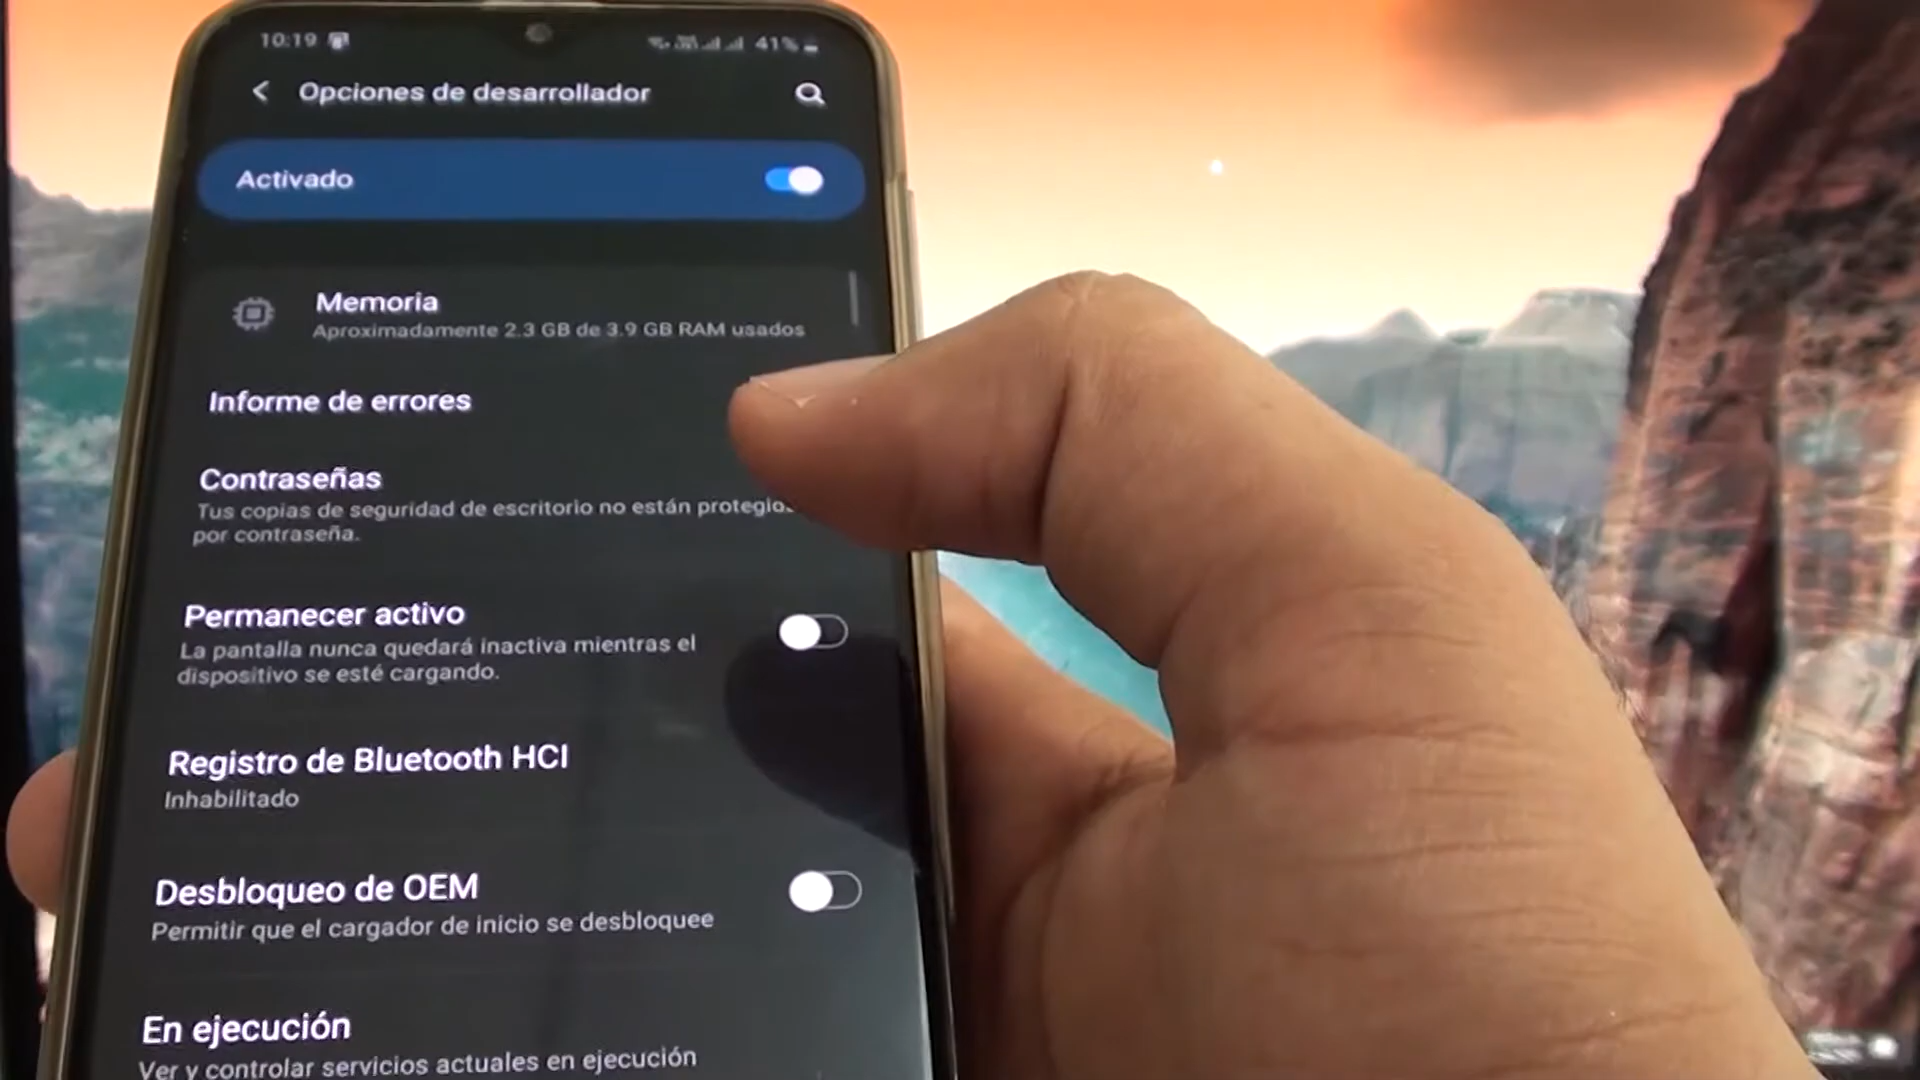 10:19
41%
Opciones de desarrollador
Activado
Memoria
Aproximadamente 2.3 GB de 3.9 GB RAM usados
Informe de errores
Contraseñas
Tus copias de seguridad de escritorio no están
por contraseña.
Permanecer activo
La pantalla nunca quedará inactiva mientras el
dispositivo se esté cargando.
Registro de Bluetooth HCI
Inhabilitado
Desbloqueo de OEM
Permitir que el cargador de inicio se desbloquee
En ejecución
Ver y controlar servicios actuales en ejecución